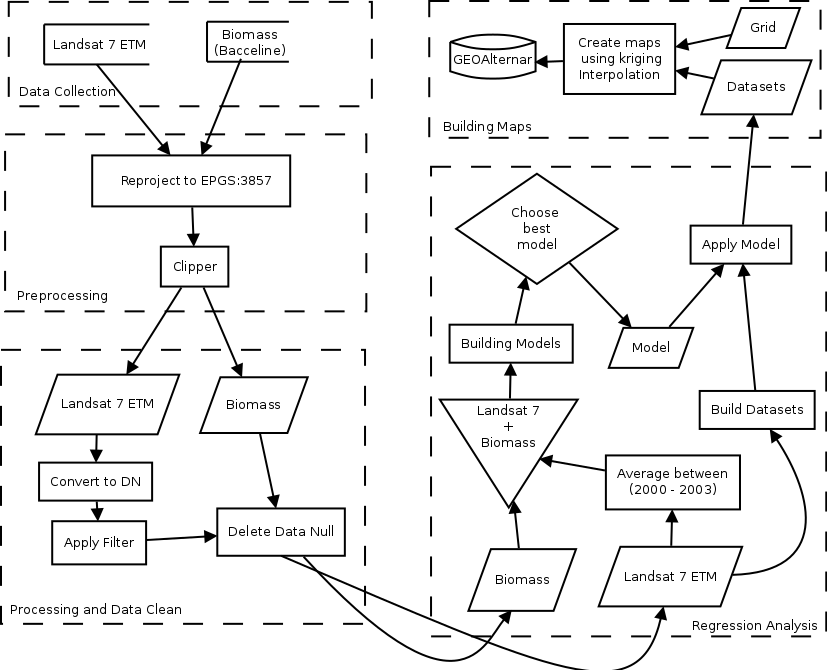 Landsat 7 ETM
Biomass
(Bacceline)
Data Collection
Reproject to EPGS:3857
Clipper
Preprocessing
Landsat 7 ETM
Biomass
Convert to DN
Apply Filter
Delete Data Null
Processing and Data Clean
GEOAlternar
Create maps
using kriging
Interpolation
Grid
Datasets
Building Maps
Choose
best
model
Apply Model
Building Models
Model
Landsat 7
+
Biomass
Build Datasets
Average between
(2000 - 2003)
Biomass
Landsat 7 ETM
Regression Analysis